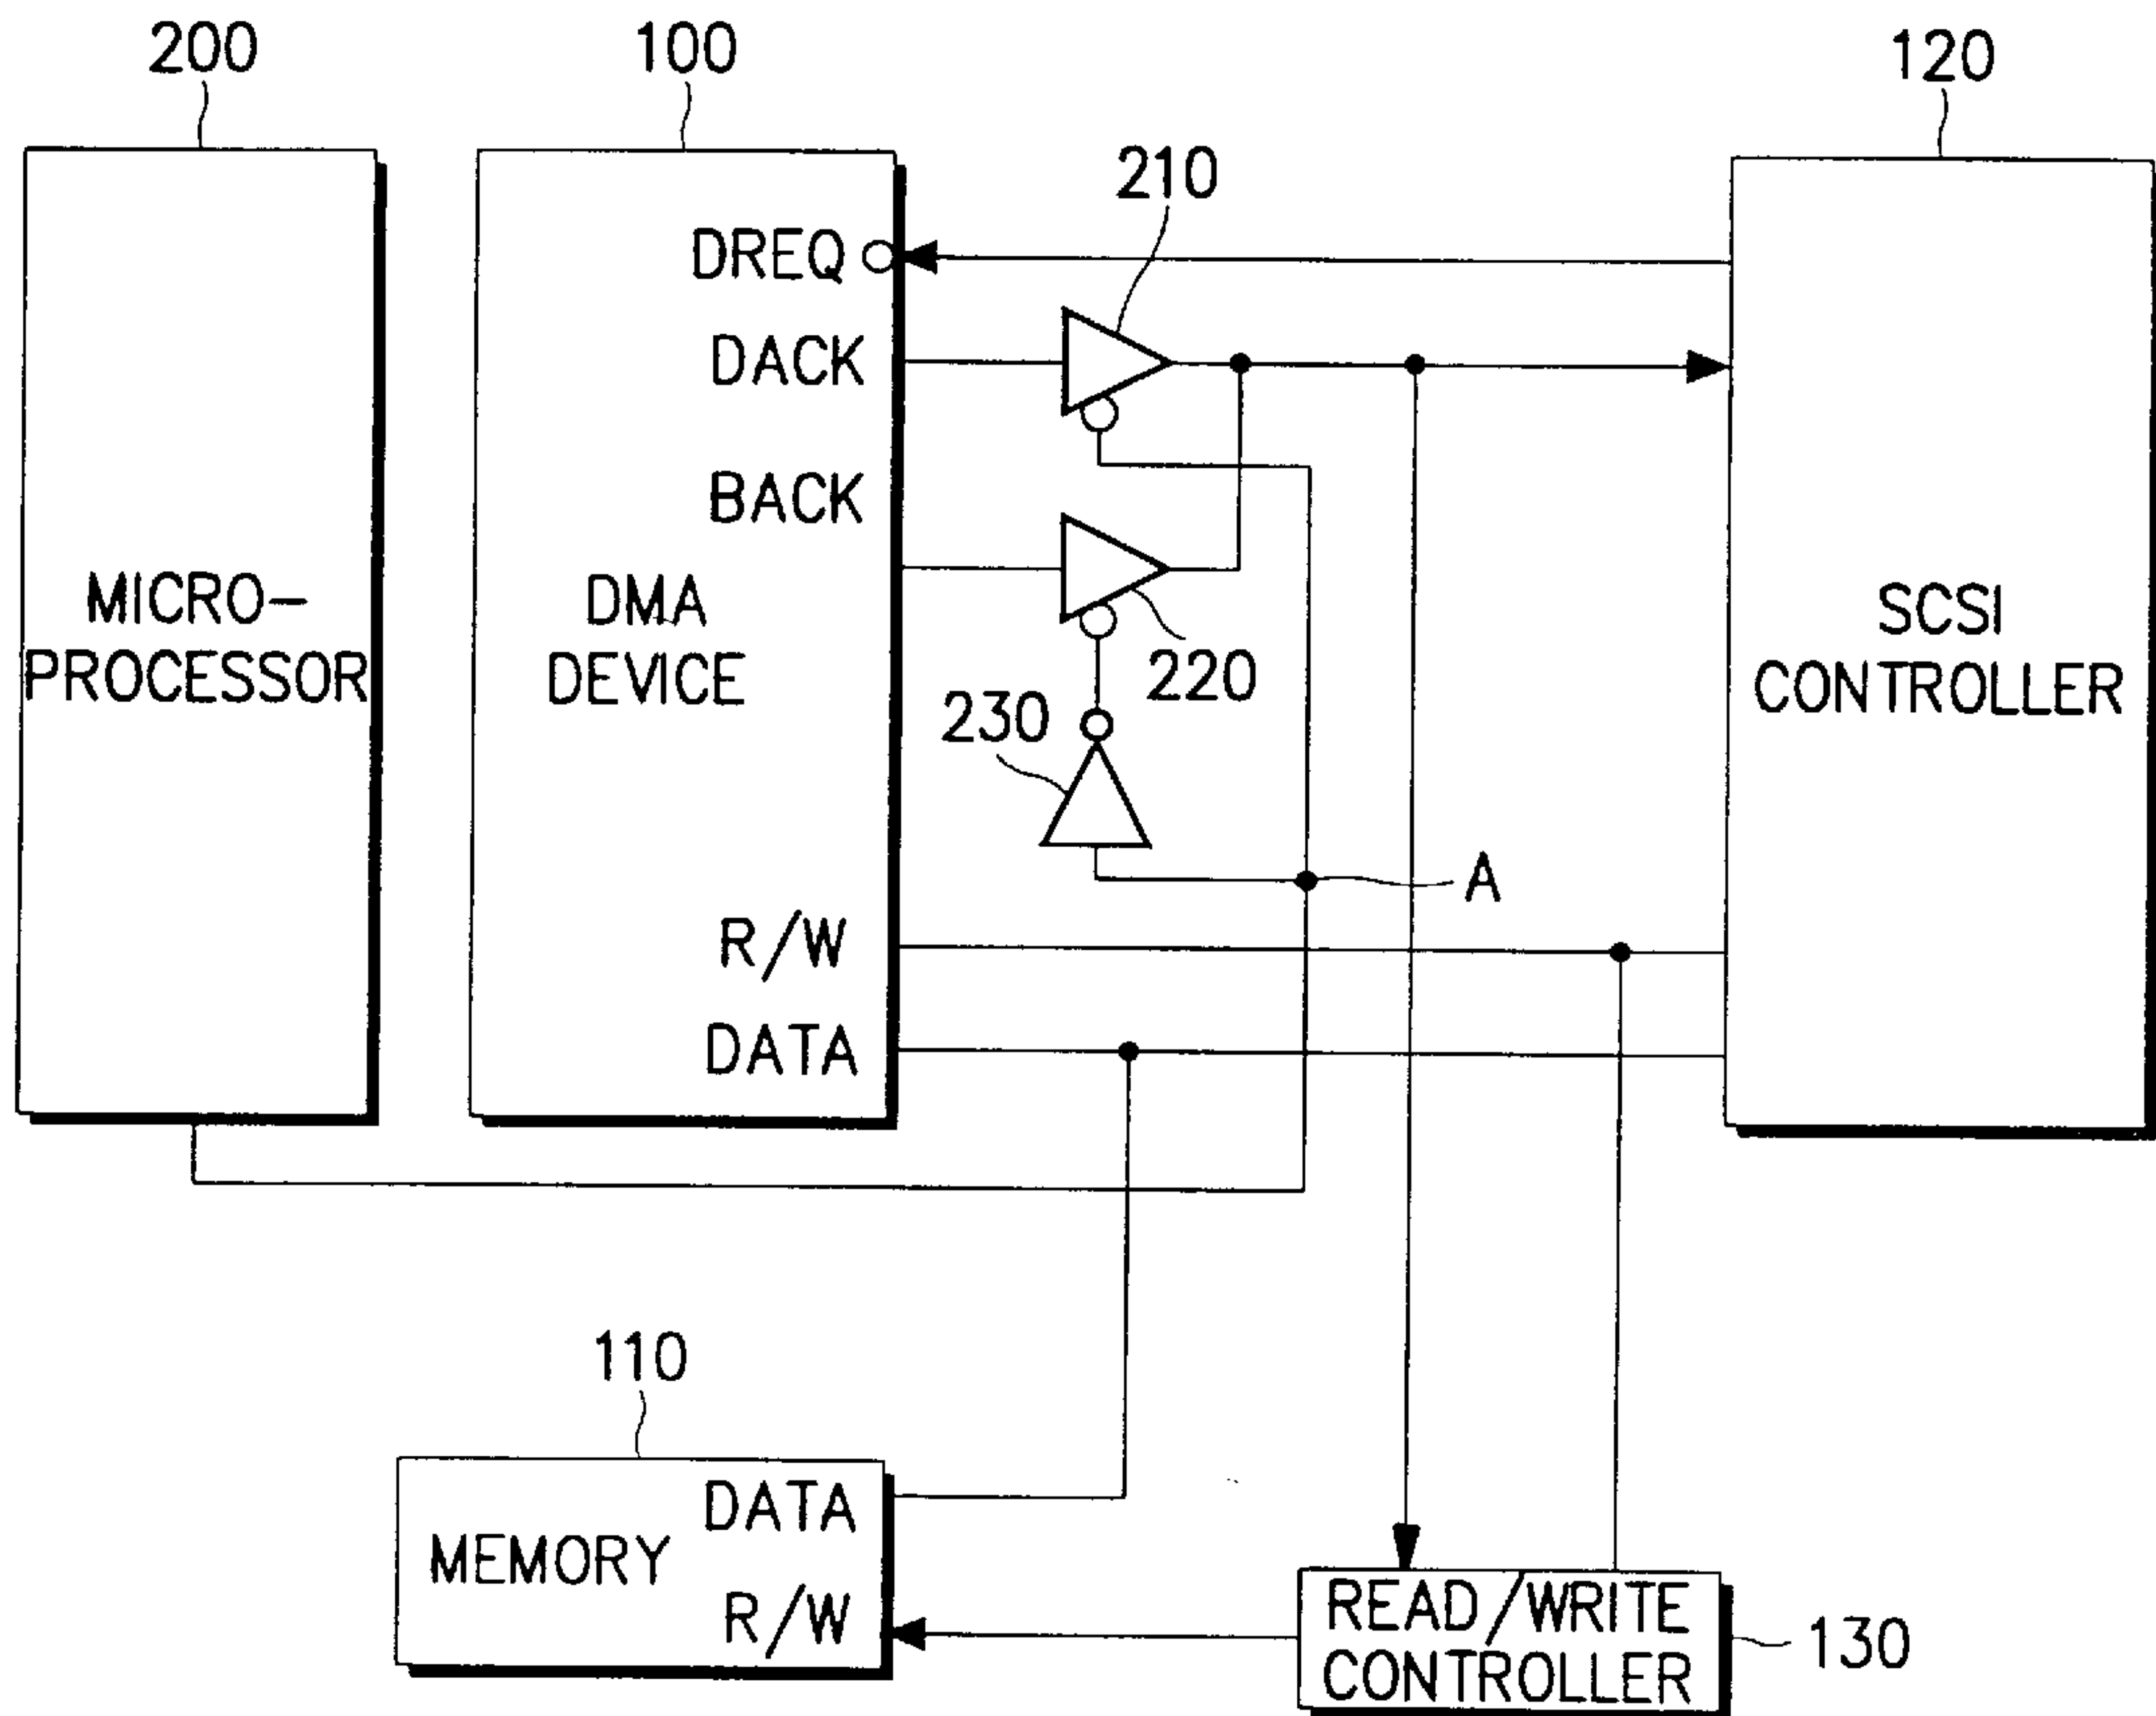 200
100
120
210
DREQ
DACK
BACK
MICRO-
PROCESSOR
DMA
DEVICE
220
230
SCSI
CONTROLLER
A
R/W
DATA
110
MEMORY
DATA
R/W
READ/WRITE
CONTROLLER
130